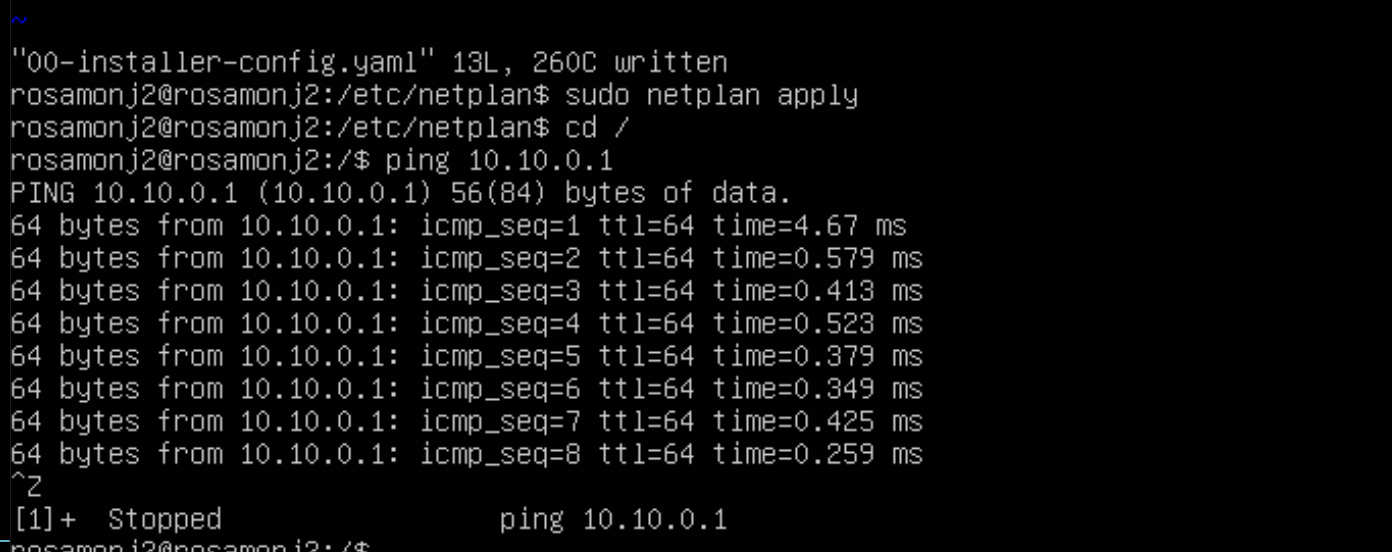 ~
"00-installer-config.yaml" 13L, 260C written
rosamonj2@rosamonj2:/etc/netplan$ sudo netplan apply
rosamonj2@rosamonj2:/etc/netplan$ cd /
rosamonj2@rosamonj2:/$ ping 10.10.0.1
PING 10.10.0.1 (10.10.0.1) 56(84) bytes of data.
64 bytes from 10.10.0.1: icmp_seq=1 ttl=64 time=4.67 ms
64 bytes from 10.10.0.1: icmp_seq=2 ttl=64 time=0.579 ms
64 bytes from 10.10.0.1: icmp_seq=3 ttl=64 time=0.413 ms
64 bytes from 10.10.0.1: icmp_seq=4 ttl=64 time=0.523 ms
64 bytes from 10.10.0.1: icmp_seq=5 ttl=64 time=0.379 ms
64 bytes from 10.10.0.1: icmp_seq=6 ttl=64 time=0.349 ms
64 bytes from 10.10.0.1: icmp_seq=7 ttl=64 time=0.425 ms
64 bytes from 10.10.0.1: icmp_seq=8 ttl=64 time=0.259 ms
^Z
[1]+  Stopped                 ping 10.10.0.1
rosamonj2@rosamonj2:/$